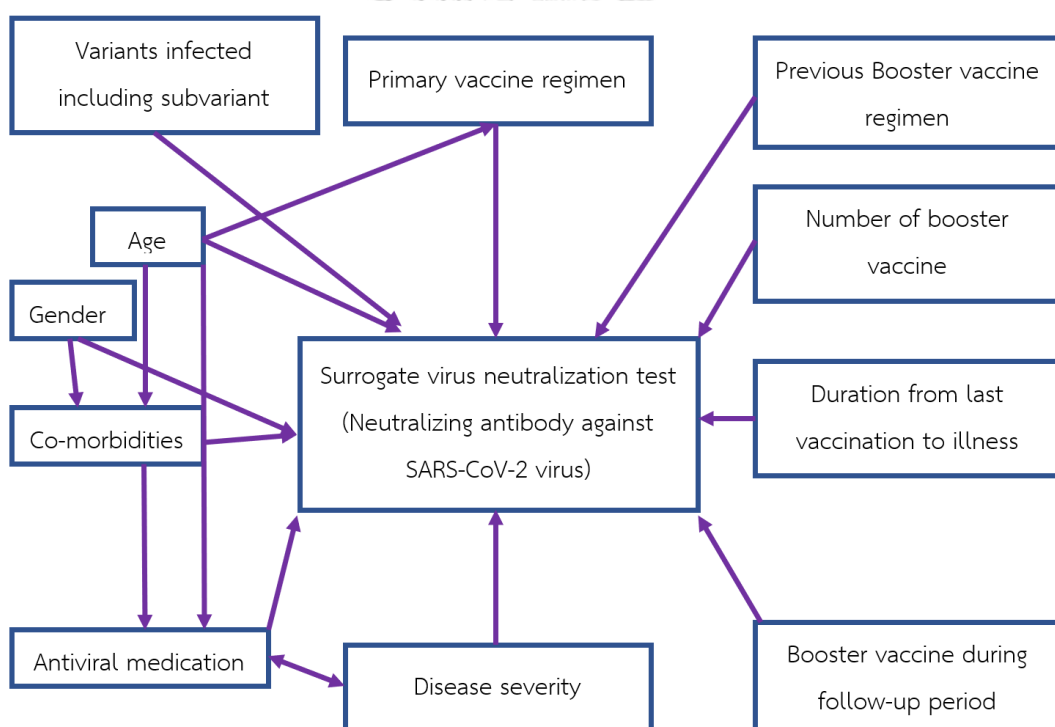 Variants infected
including subvariant
Primary vaccine regimen
Previous Booster vaccine
regimen
Age
Number of booster
vaccine
Gender
Surrogate virus neutralization test
(Neutralizing antibody against
SARS-CoV-2 virus)
Co-morbidities
Duration from last
vaccination to illness
Antiviral medication
Disease severity
Booster vaccine during
follow-up period